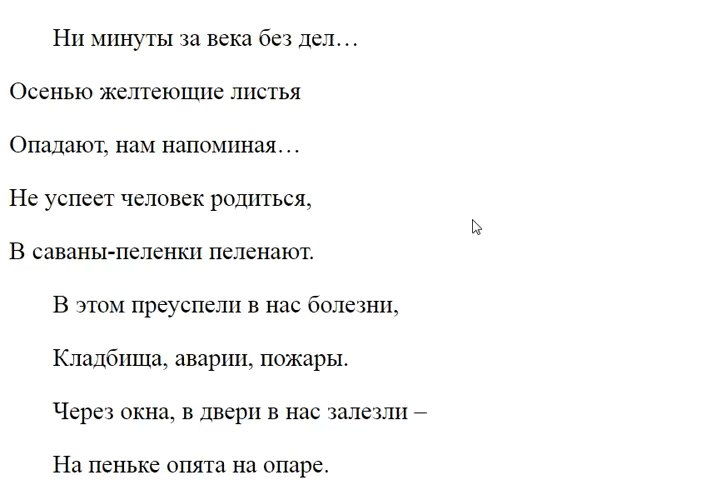 Ни минуты за века без дел…
Осенью желтеющие листья
Опадают, нам напоминая…
Не успеет человек родиться,
В саваны-пеленки пеленают.
В этом преуспели в нас болезни,
Кладбища, аварии, пожары.
Через окна, в двери в нас залезли –
На пеньке опята на опаре.